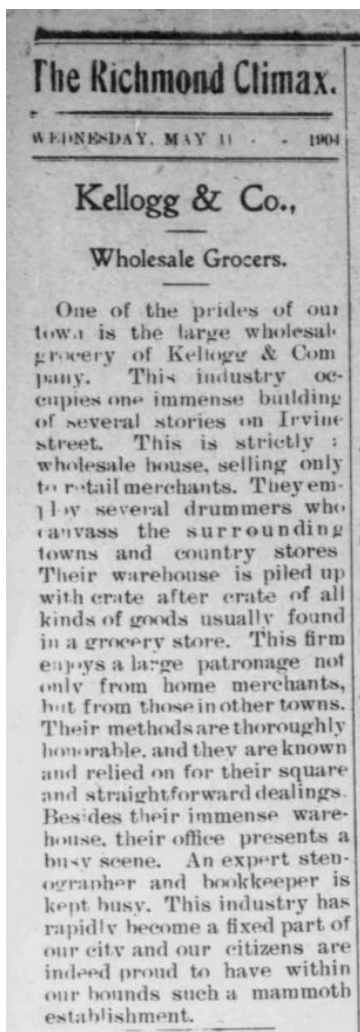 The Richmond Climax.
WEDNESDAY, MAY 11 - - 1904
Kellogg & Co.,
Wholesale Grocers.
One of the prides of our
town is the large wholesale
grocery of Kellogg & Com
pany. This industry oc-
cupies one immense building
of several stories on Irvine
street. This is strictly a
wholesale house, selling only
to retail merchants. They em-
ploy several drummers who
canvass the surrounding
towns and country stores
Their warehouse is piled up
with crate after crate of all
kinds of goods usually found
in a grocery store. This firm
enjoys a large patronage not
only from home merchants,
but from those in other towns.
Their methods are thoroughly
honorable, and they are known
and relied on for their square
and straightforward dealings.
Besides their immense ware-
house, their office presents a
busy scene. An expert sten-
ographer and bookkeeper is
kept busy. This industry has
rapidly become a fixed part of
our city and our citizens are
indeed proud to have within
our bounds such a mammoth
establishment.